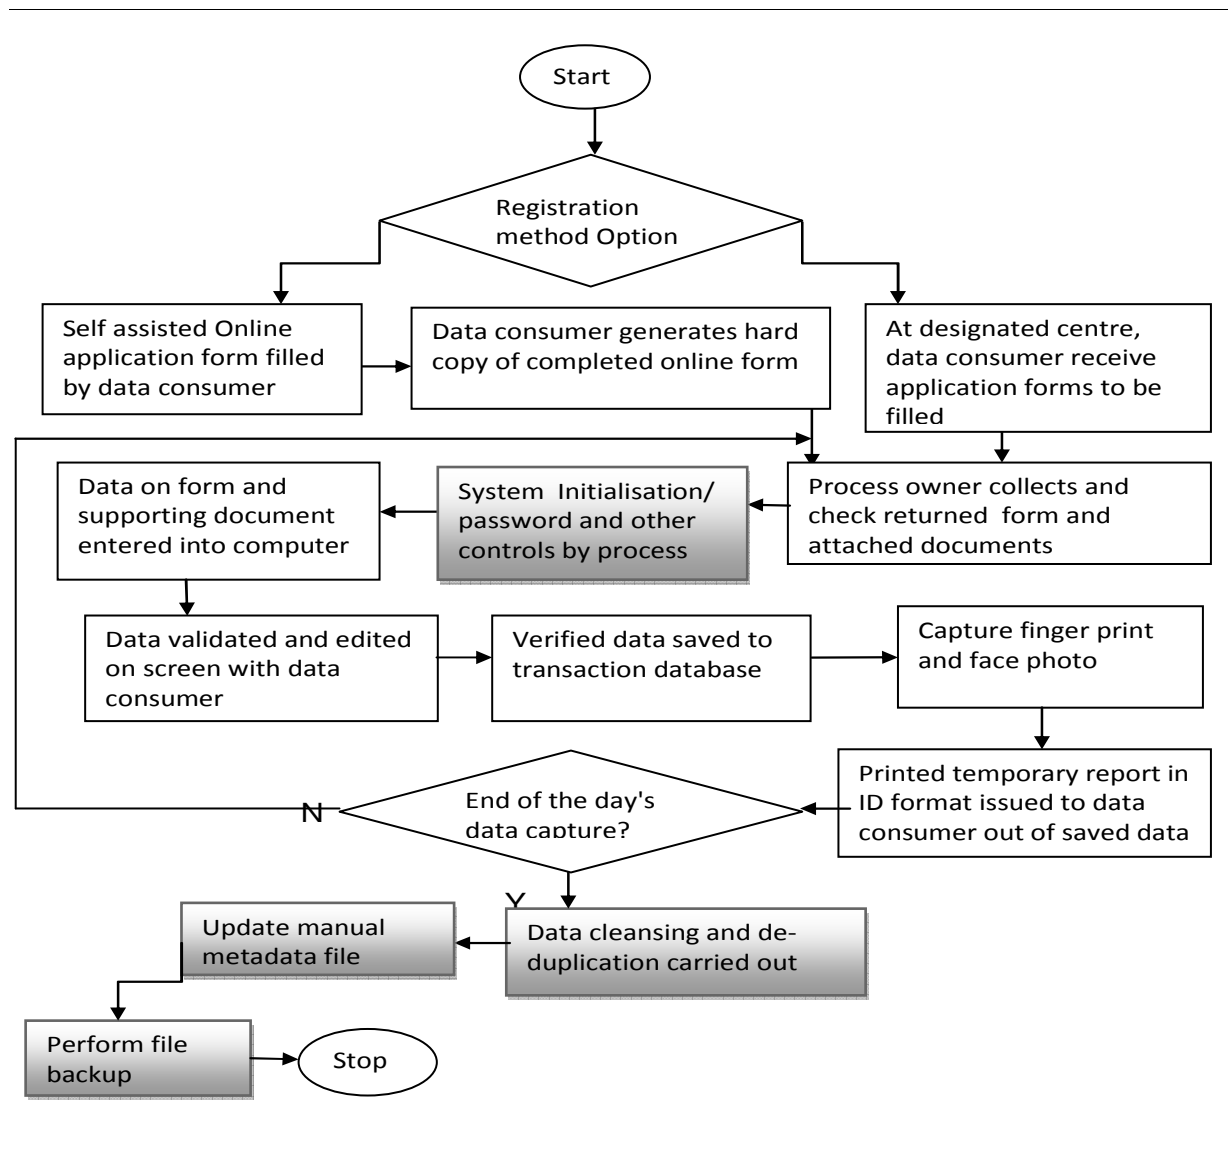 Start
Registration
method Option
Self assisted Online
application form filled
by data consumer
Data consumer generates hard
copy of completed online form
At designated centre,
data consumer receive
application forms to be
filled
Data on form and
supporting document
entered into computer
System Initialisation/
password and other
controls by process
Process owner collects and
check returned form and
attached documents
Data validated and edited
on screen with data
consumer
Verified data saved to
transaction database
Capture finger print
and face photo
Printed temporary report in
ID format issued to data
consumer out of saved data
End of the day's
data capture?
N
Y
Update manual
metadata file
Data cleansing and de-
duplication carried out
Perform file
backup
Stop